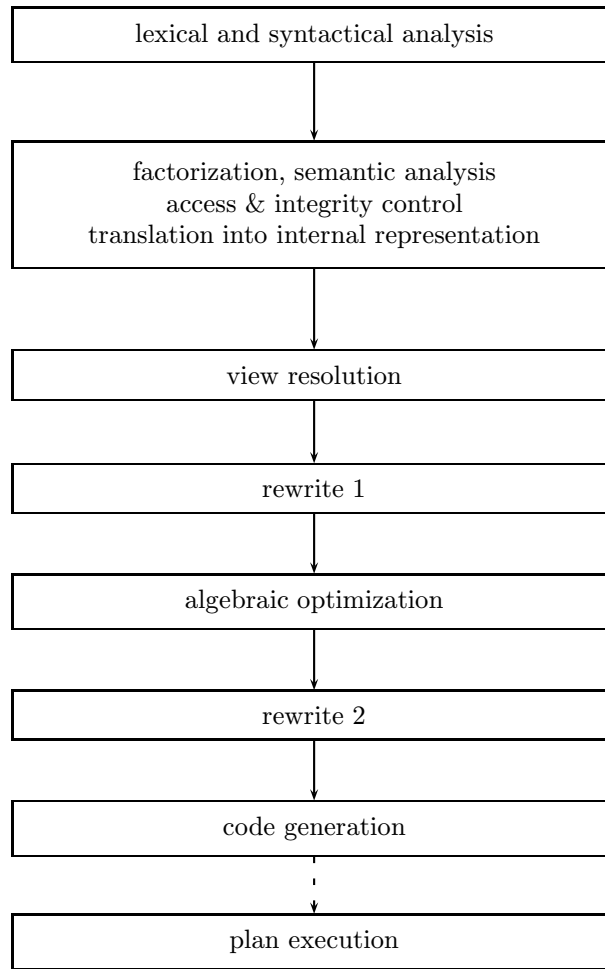 lexical and syntactical analysis
factorization, semantic analysis
access & integrity control
translation into internal representation
view resolution
rewrite 1
algebraic optimization
rewrite 2
code generation
plan execution